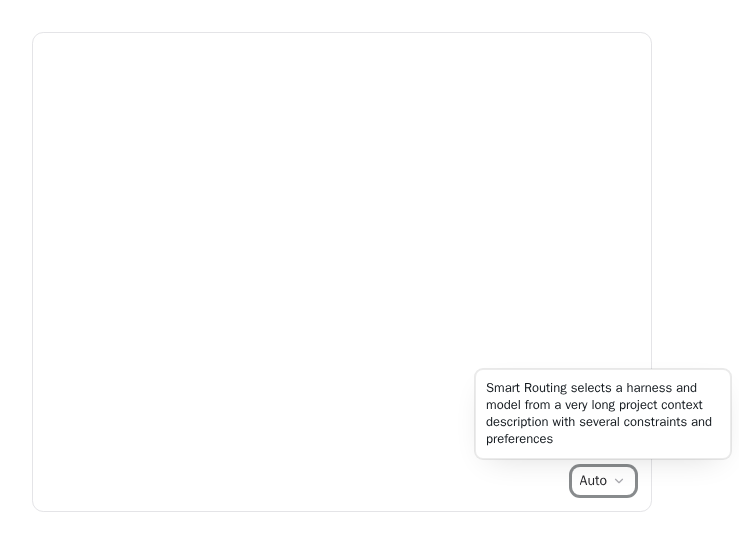 Smart Routing selects a harness and
model from a very long project context
description with several constraints and
preferences
Auto